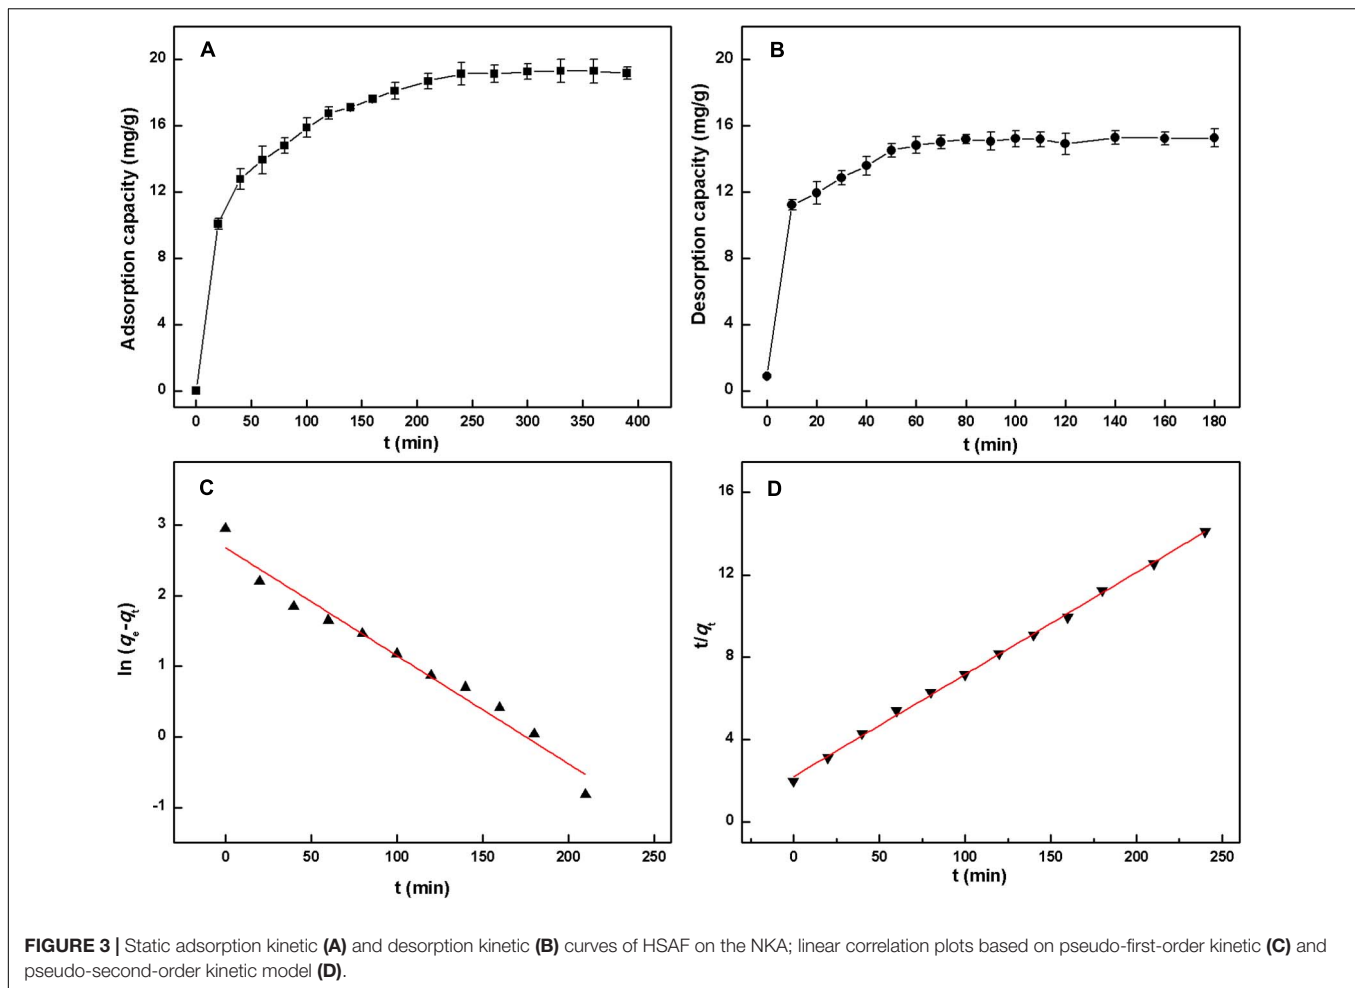 A
20
16
12
8
4
0
Adsorption capacity (mg/g)
0 50 100 150 200 250 300 350 400
t (min)
B
20
16
12
8
4
0
Desorption capacity (mg/g)
0 20 40 60 80 100 120 140 160 180
t (min)
C
3
2
1
0
-1
ln (qe-qt)
0 50 100 150 200 250
t (min)
D
16
12
8
4
0
t/qt
0 50 100 150 200 250
t (min)
FIGURE 3 | Static adsorption kinetic (A) and desorption kinetic (B) curves of HSAF on the NKA; linear correlation plots based on pseudo-first-order kinetic (C) and
pseudo-second-order kinetic model (D).